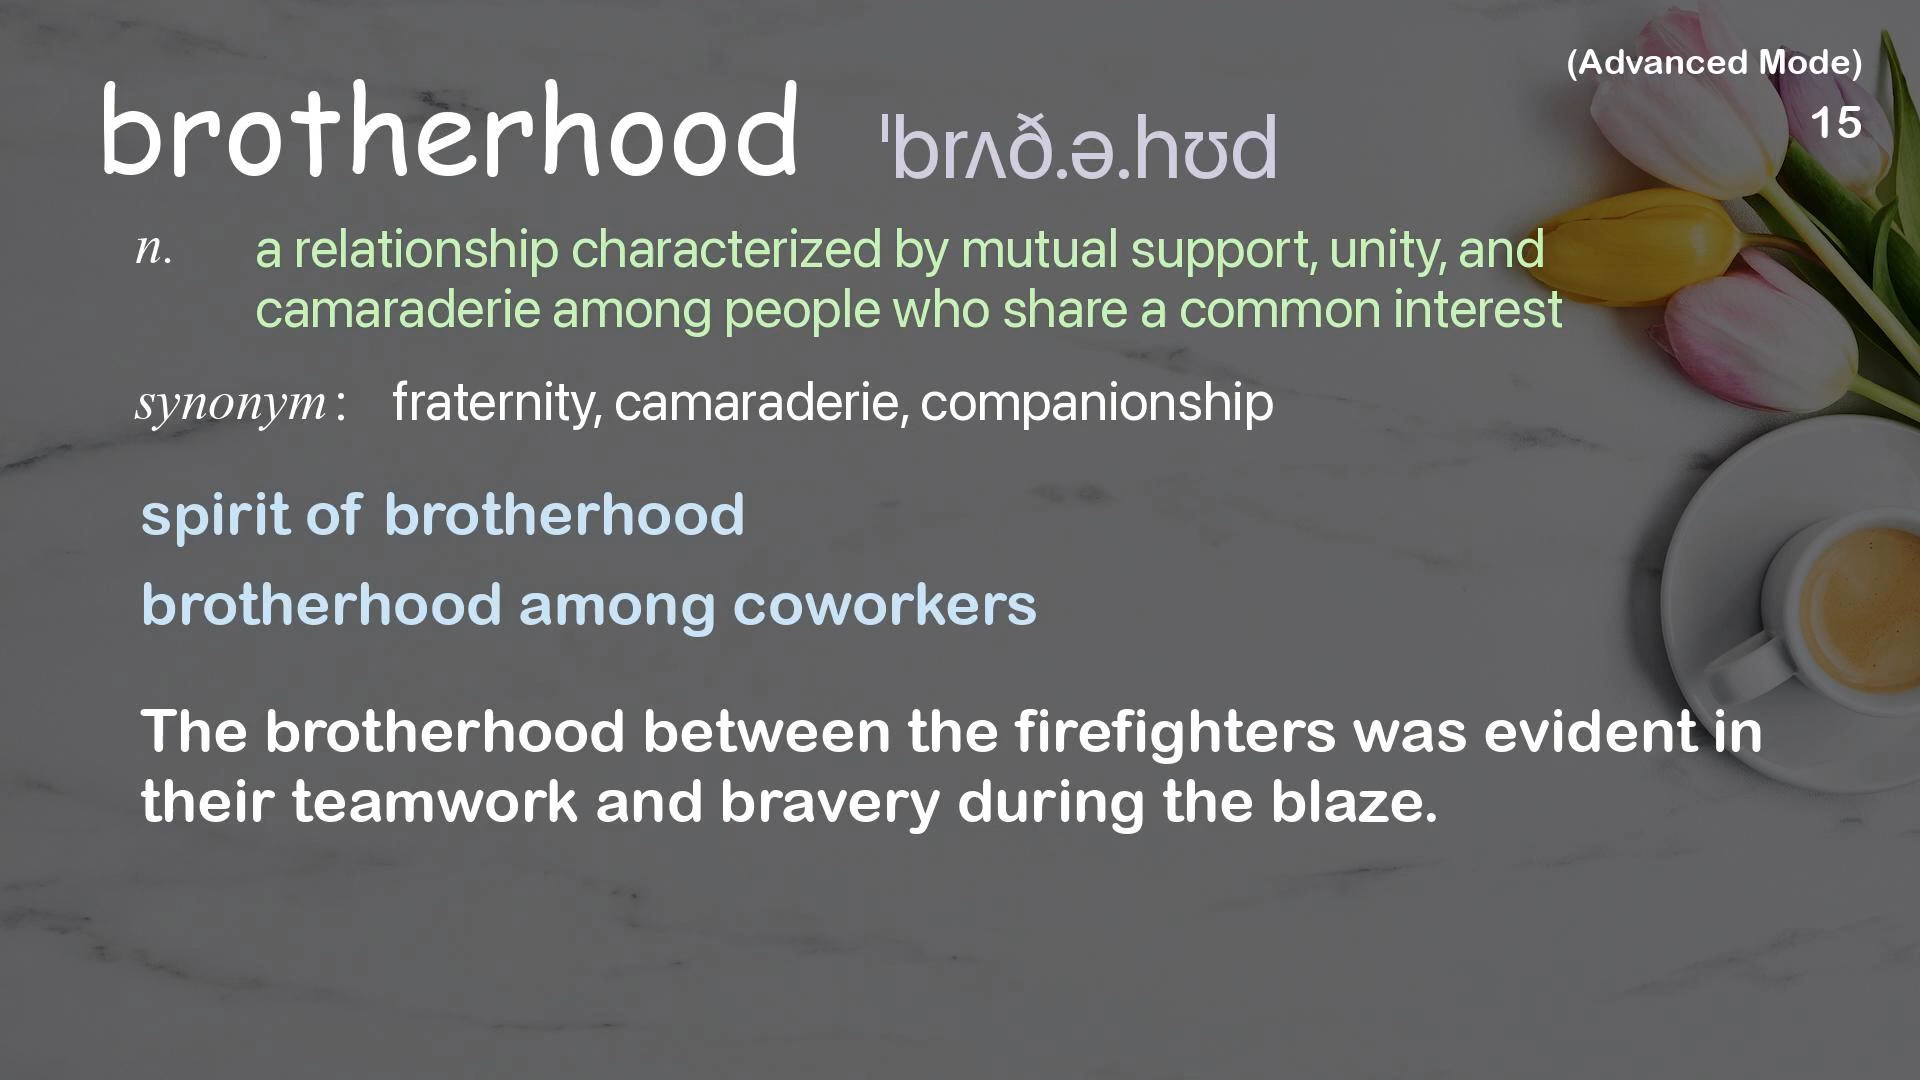 (Advanced Mode)
15
brotherhood ˈbrʌð.ə.hʊd
n. a relationship characterized by mutual support, unity, and
camaraderie among people who share a common interest
synonym : fraternity, camaraderie, companionship
spirit of brotherhood
brotherhood among coworkers
The brotherhood between the firefighters was evident in
their teamwork and bravery during the blaze.